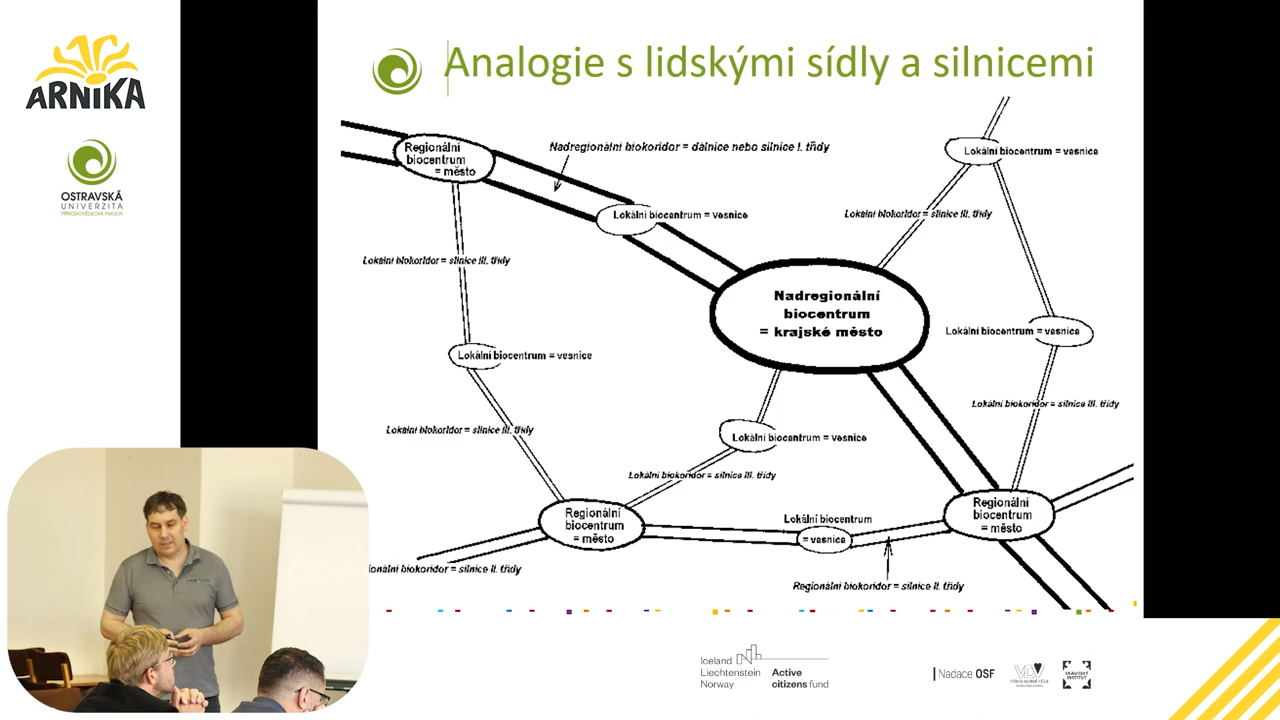 ARNIKA
OSTRAVSKÁ
UNIVERZITA
PŘÍRODOVĚDECKÁ FAKULTA
Analogie s lidskými sídly a silnicemi
Regionální
biocentrum
= město
Nadregionální biokoridor = dálnice nebo silnice I. třídy
Lokální biocentrum = vesnice
Lokální biocentrum = vesnice
Lokální biokoridor = silnice III. třídy
Lokální biokoridor = silnice III. třídy
Nadregionální
biocentrum
= krajské město
Lokální biocentrum = vesnice
Lokální biocentrum = vesnice
Lokální biokoridor = silnice III. třídy
Lokální biokoridor = silnice III. třídy
Lokální biocentrum = vesnice
Lokální biokoridor = silnice III. třídy
Regionální
biocentrum
= město
Lokální biocentrum
= vesnice
Regionální
biocentrum
= město
ionální biokoridor = silnice II. třídy
Regionální biokoridor = silnice II. třídy
Iceland
Liechtenstein
Norway
Active
citizens fund
Nadace OSF
SKAUTSKÝ
INSTITUT